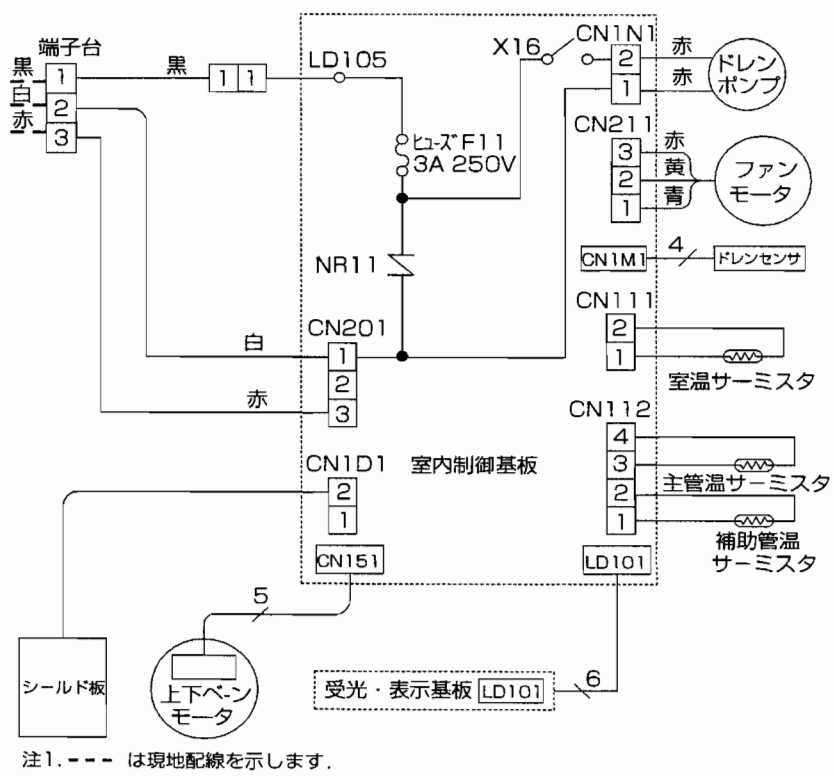 端子台
黒 1 黒 1 1 LD105
白 2
赤 3
ヒューズ F11
3A 250V
NR11
X16
CN1N1
2 赤
1 赤
ドレン
ポンプ
CN211
3 赤
2 黄
1 青
ファン
モータ
CN1M1 4 ドレンセンサ
CN111
2
1
室温サーミスタ
CN201
白 1
2
赤 3
CN112
4
3
2
1
主管温サーミスタ
補助管温
サーミスタ
CN1D1
2
1
室内制御基板
CN151
LD101
5
シールド板
上下ベーン
モータ
受光・表示基板 LD101 6
注1. --- は現地配線を示します.